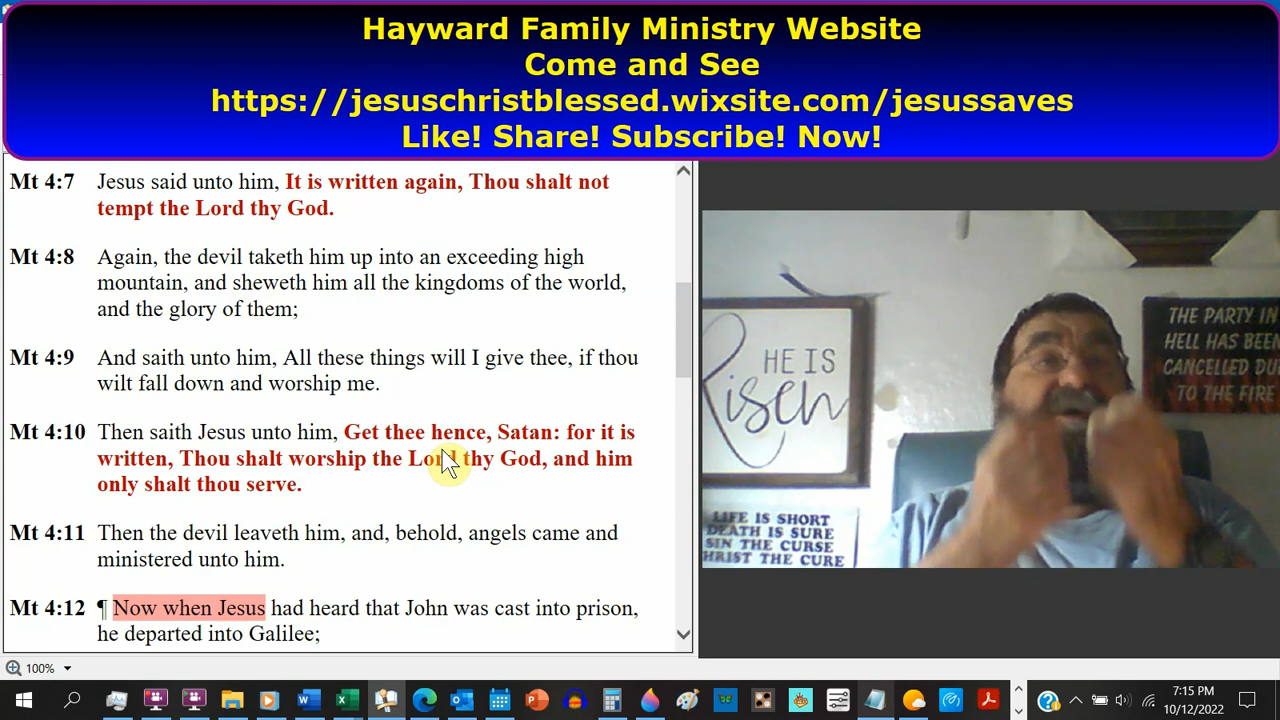 Hayward Family Ministry Website
Come and See
https://jesuschristblessed.wixsite.com/jesussaves
Like! Share! Subscribe! Now!
Mt 4:7 Jesus said unto him, It is written again, Thou shalt not
tempt the Lord thy God.
Mt 4:8 Again, the devil taketh him up into an exceeding high
mountain, and sheweth him all the kingdoms of the world,
and the glory of them;
Mt 4:9 And saith unto him, All these things will I give thee, if thou
wilt fall down and worship me.
Mt 4:10 Then saith Jesus unto him, Get thee hence, Satan: for it is
written, Thou shalt worship the Lord thy God, and him
only shalt thou serve.
Mt 4:11 Then the devil leaveth him, and, behold, angels came and
ministered unto him.
Mt 4:12 ¶ Now when Jesus had heard that John was cast into prison,
he departed into Galilee;
HE IS
Risen
THE PARTY IN
HELL HAS BEEN
CANCELLED DU
TO THE FIRE
LIFE IS SHORT
DEATH IS SURE
SIN THE CURSE
CHRIST THE CURE
100%
7:15 PM
10/12/2022